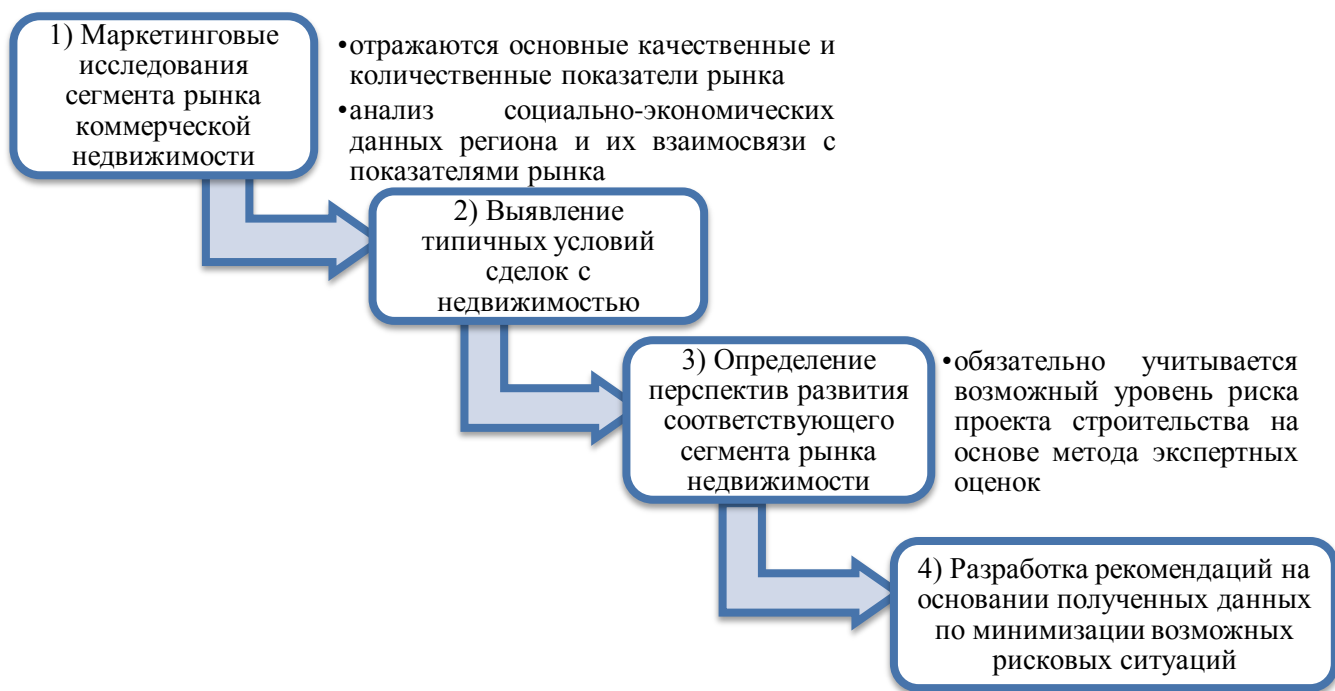 1) Маркетинговые
исследования
сегмента рынка
коммерческой
недвижимости
•отражаются основные качественные и
количественные показатели рынка
•анализ социально-экономических
данных региона и их взаимосвязи с
показателями рынка
2) Выявление
типичных условий
сделок с
недвижимостью
3) Определение
перспектив развития
соответствующего
сегмента рынка
недвижимости
•обязательно учитывается
возможный уровень риска
проекта строительства на
основе метода экспертных
оценок
4) Разработка рекомендаций на
основании полученных данных
по минимизации возможных
рисковых ситуаций